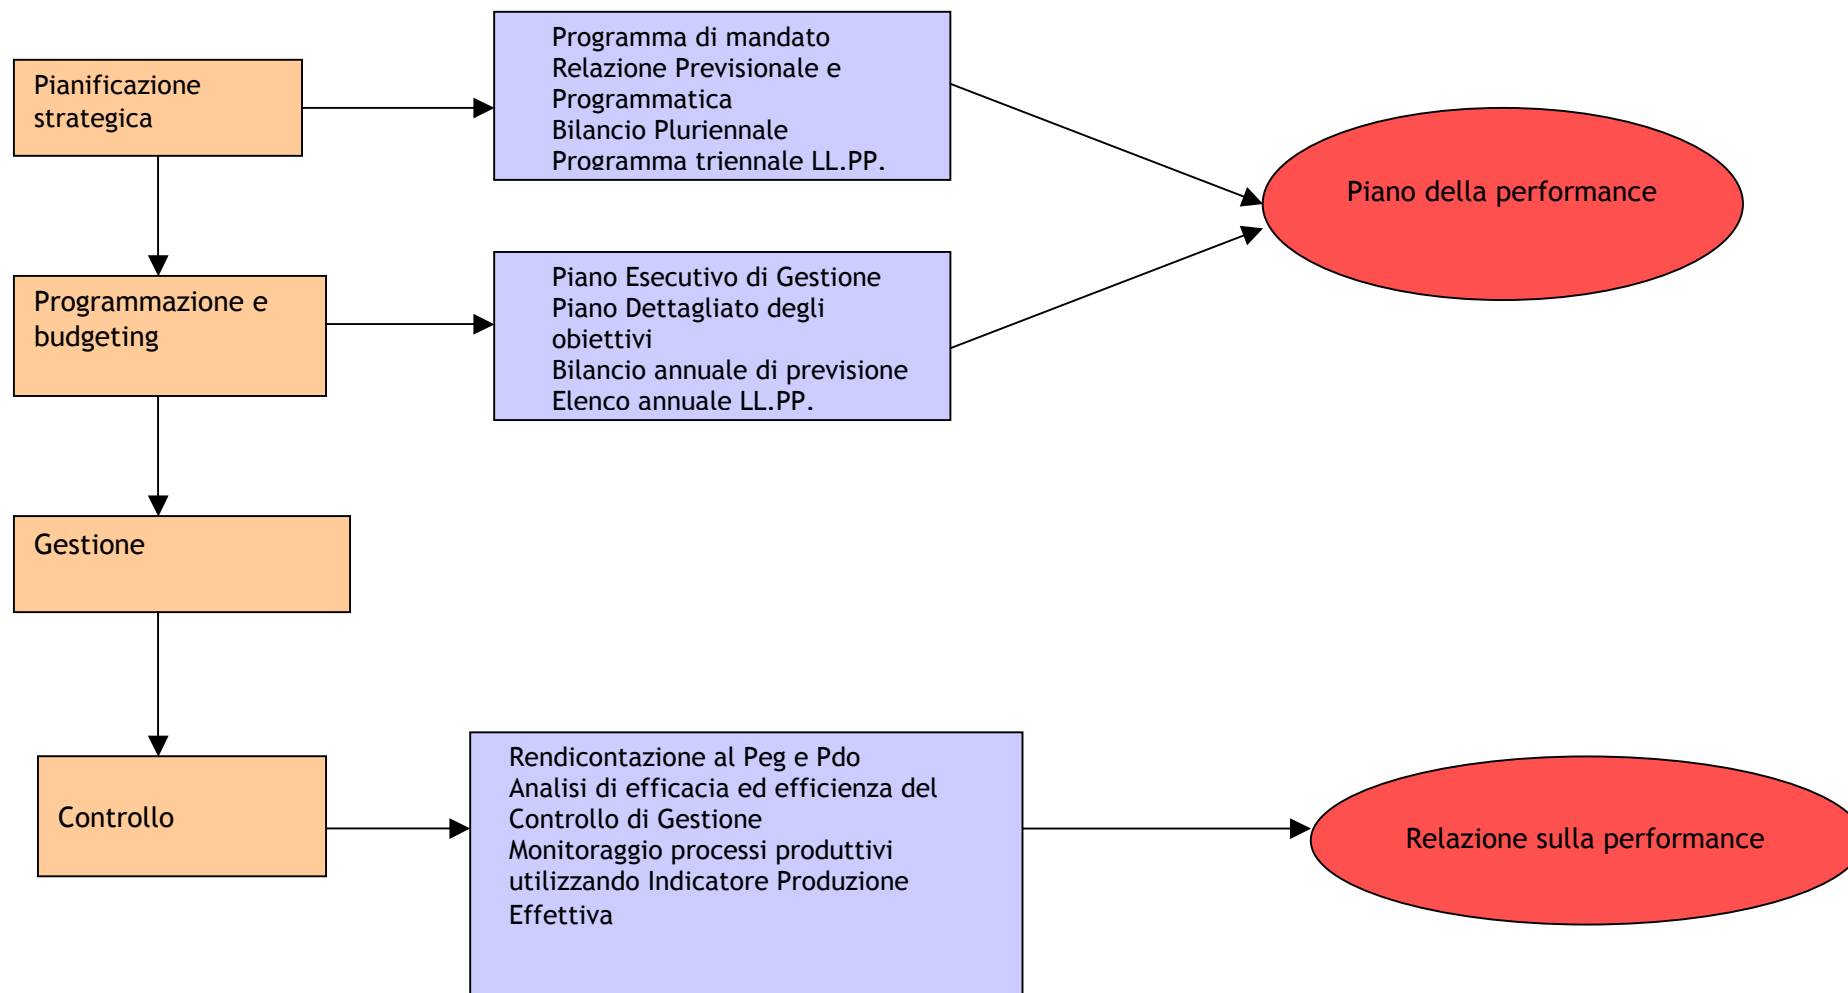 Pianificazione
strategica
Programma di mandato
Relazione Previsionale e
Programmatica
Bilancio Pluriennale
Programma triennale LL.PP.
Piano della performance
Programmazione e
budgeting
Piano Esecutivo di Gestione
Piano Dettagliato degli
obiettivi
Bilancio annuale di previsione
Elenco annuale LL.PP.
Gestione
Controllo
Rendicontazione al Peg e Pdo
Analisi di efficacia ed efficienza del
Controllo di Gestione
Monitoraggio processi produttivi
utilizzando Indicatore Produzione
Effettiva
Relazione sulla performance